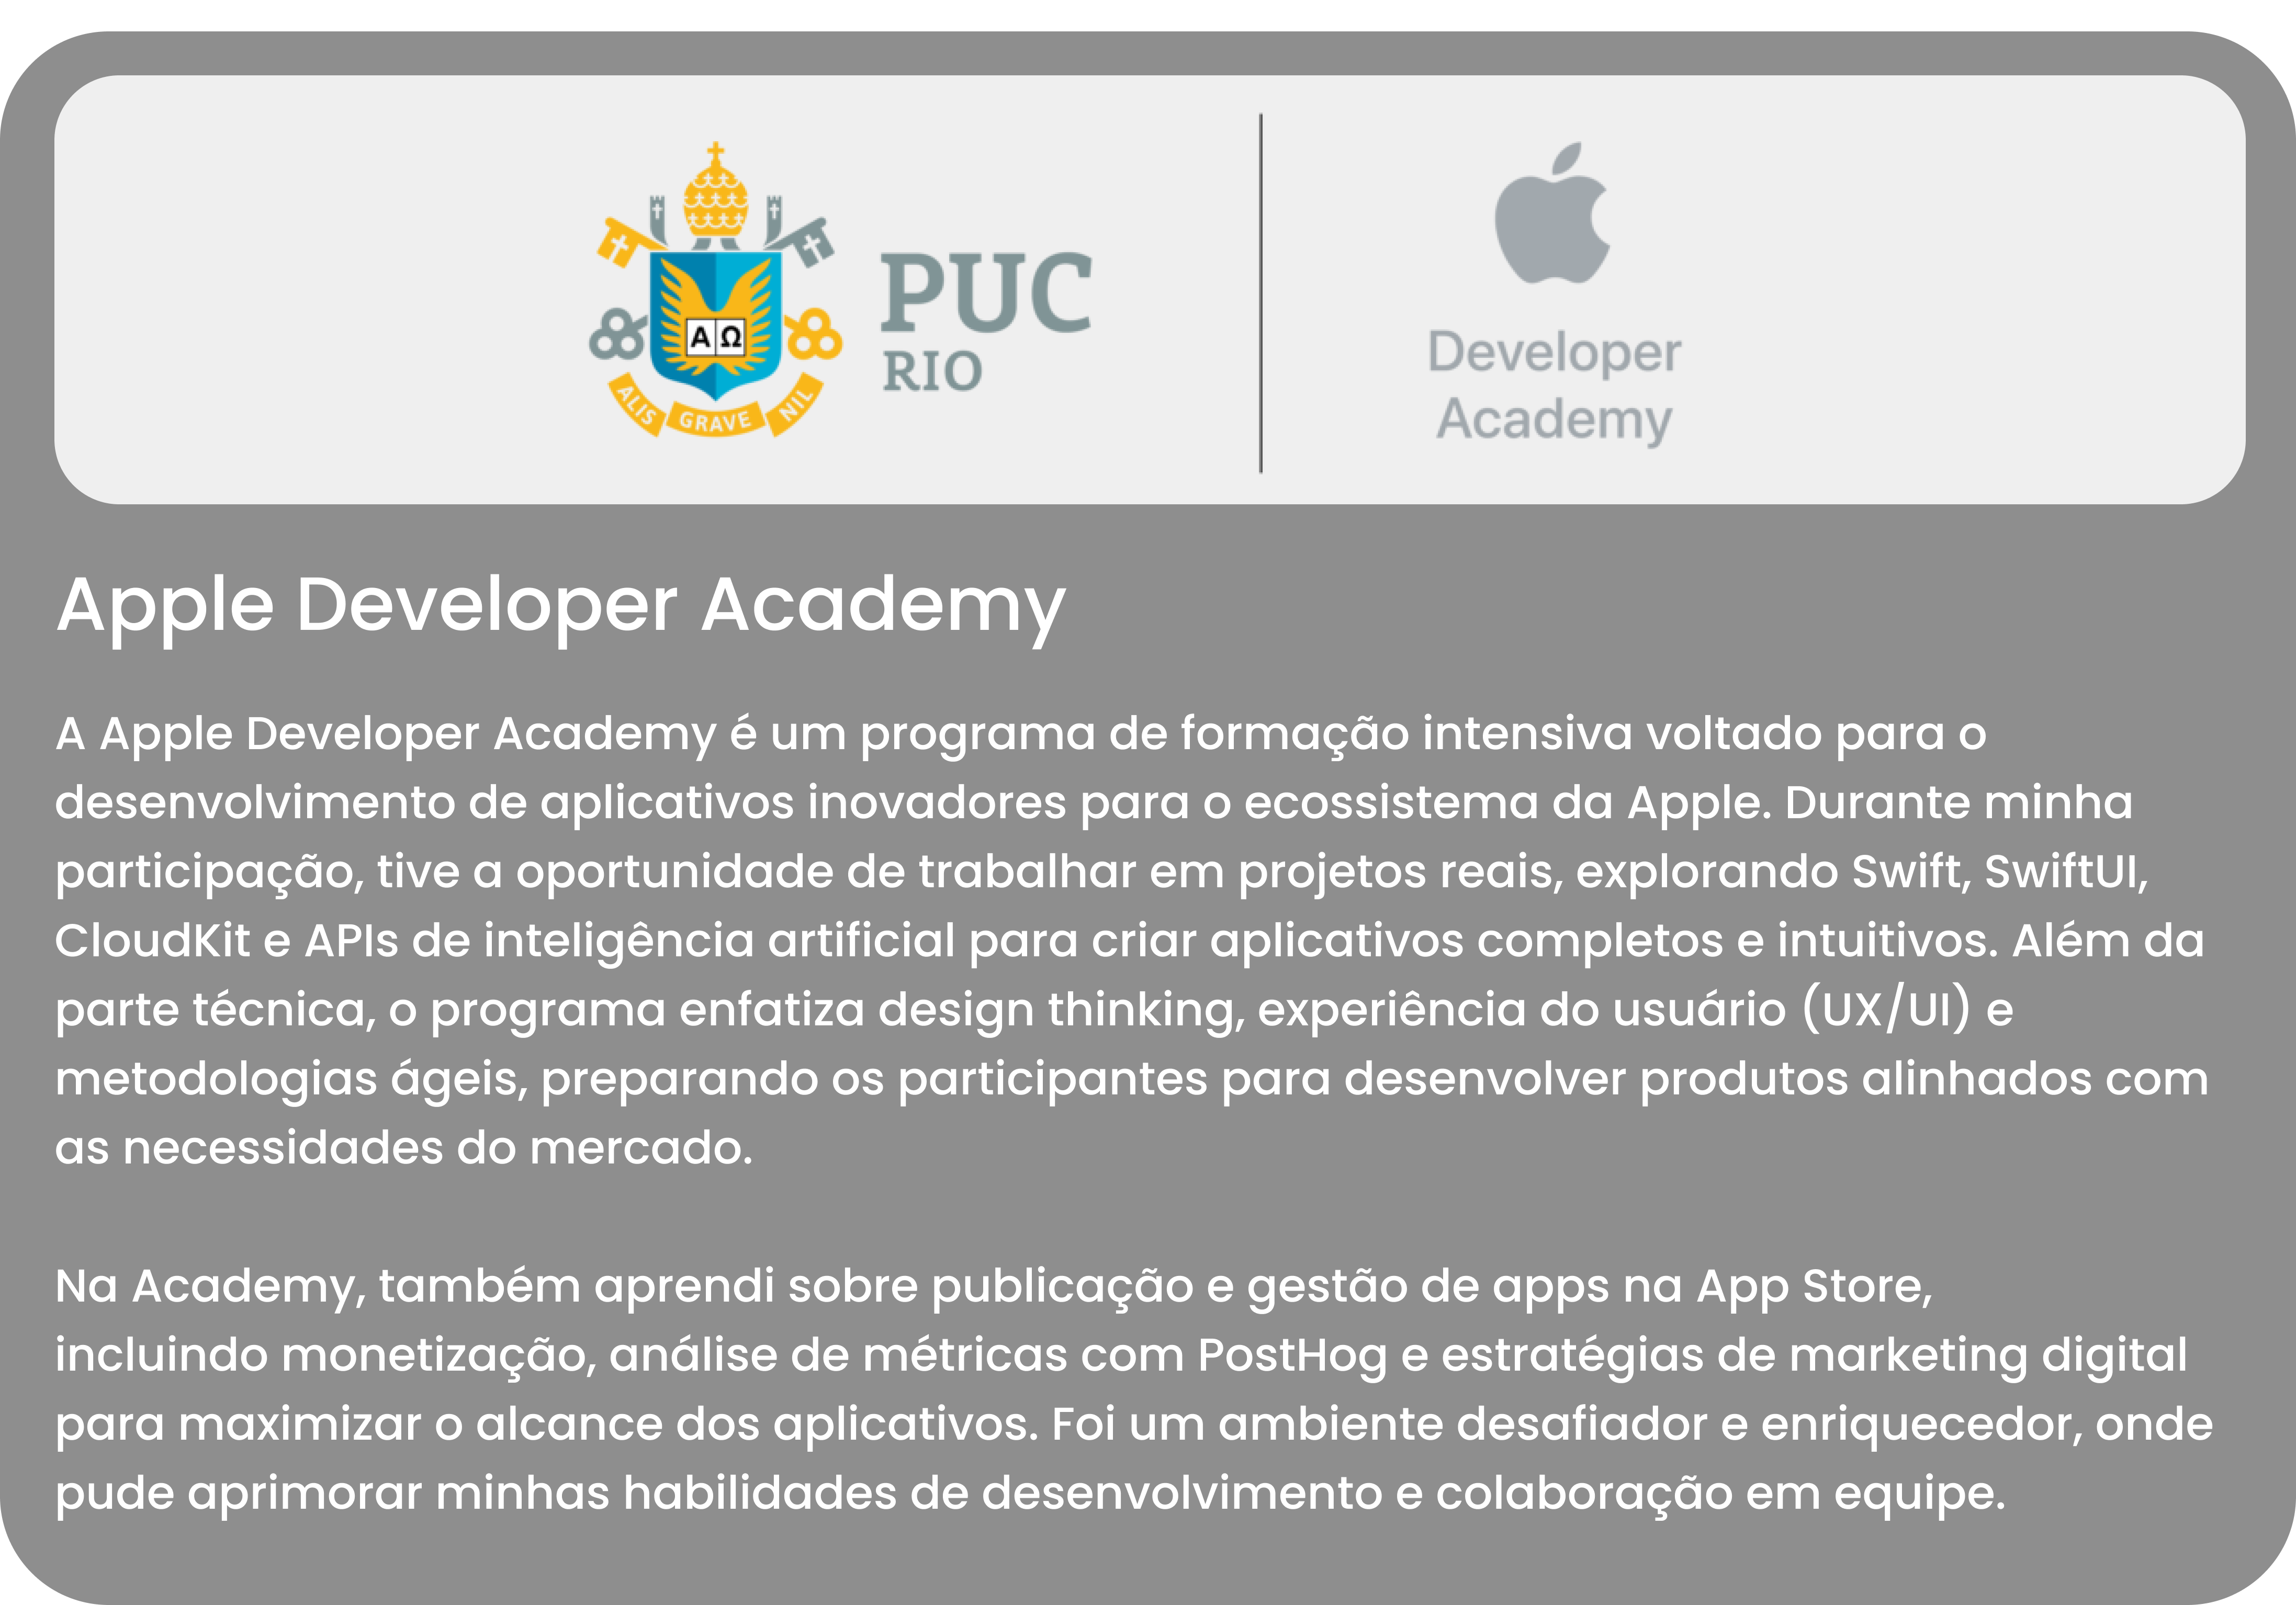 ALIS GRAVE NIL
Α Ω
PUC
RIO
Developer
Academy
Apple Developer Academy
A Apple Developer Academy é um programa de formação intensiva voltado para o
desenvolvimento de aplicativos inovadores para o ecossistema da Apple. Durante minha
participação, tive a oportunidade de trabalhar em projetos reais, explorando Swift, SwiftUI,
CloudKit e APIs de inteligência artificial para criar aplicativos completos e intuitivos. Além da
parte técnica, o programa enfatiza design thinking, experiência do usuário (UX/UI) e
metodologias ágeis, preparando os participantes para desenvolver produtos alinhados com
as necessidades do mercado.
Na Academy, também aprendi sobre publicação e gestão de apps na App Store,
incluindo monetização, análise de métricas com PostHog e estratégias de marketing digital
para maximizar o alcance dos aplicativos. Foi um ambiente desafiador e enriquecedor, onde
pude aprimorar minhas habilidades de desenvolvimento e colaboração em equipe.